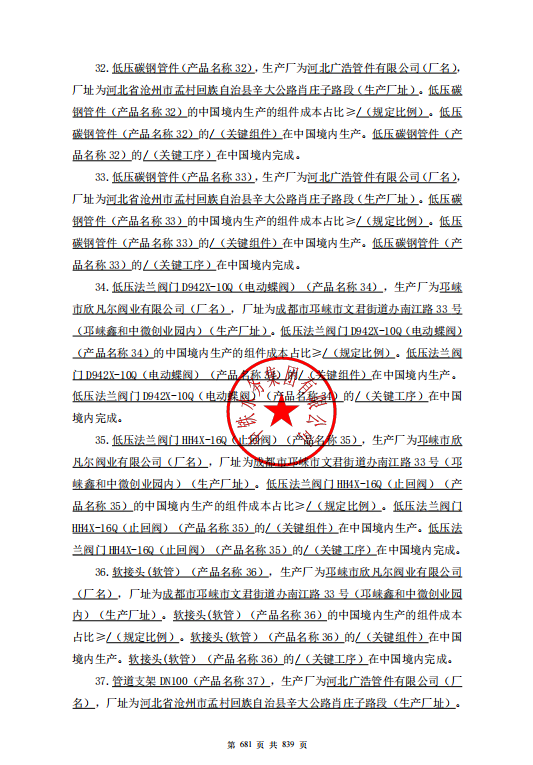 32. 低压碳钢管件(产品名称 32)，生产厂为河北广浩管件有限公司（厂名），
厂址为河北省沧州市孟村回族自治县辛大公路肖庄子路段（生产厂址）。低压碳
钢管件（产品名称 32）的中国境内生产的组件成本占比≥/（规定比例）。低压
碳钢管件（产品名称 32）的/（关键组件）在中国境内生产。低压碳钢管件（产
品名称 32）的/（关键工序）在中国境内完成。
33. 低压碳钢管件（产品名称 33），生产厂为河北广浩管件有限公司（厂名），
厂址为河北省沧州市孟村回族自治县辛大公路肖庄子路段（生产厂址）。低压碳
钢管件（产品名称 33）的中国境内生产的组件成本占比≥/（规定比例）。低压
碳钢管件（产品名称 33）的/（关键组件）在中国境内生产。低压碳钢管件（产
品名称 33）的/（关键工序）在中国境内完成。
34. 低压法兰阀门 D942X-10Q（电动蝶阀）（产品名称 34），生产厂为邛崃
市欣凡尔阀业有限公司（厂名），厂址为成都市邛崃市文君街道办南江路 33 号
（邛崃鑫和中微创业园内）（生产厂址）。低压法兰阀门 D942X-10Q（电动蝶阀）
（产品名称 34）的中国境内生产的组件成本占比≥/（规定比例）。低压法兰阀
门 D942X-10Q（电动蝶阀）（产品名称 34）的/（关键组件）在中国境内生产。
低压法兰阀门 D942X-10Q（电动蝶阀）（产品名称 34）的/（关键工序）在中国
境内完成。
35. 低压法兰阀门 HH4X-16Q（止回阀）（产品名称 35），生产厂为邛崃市欣
凡尔阀业有限公司（厂名），厂址为成都市邛崃市文君街道办南江路 33 号（邛
崃鑫和中微创业园内）（生产厂址）。低压法兰阀门 HH4X-16Q（止回阀）（产
品名称 35）的中国境内生产的组件成本占比≥/（规定比例）。低压法兰阀门
HH4X-16Q（止回阀）（产品名称 35）的/（关键组件）在中国境内生产。低压法
兰阀门 HH4X-16Q（止回阀）（产品名称 35）的/（关键工序）在中国境内完成。
36. 软接头(软管）（产品名称 36），生产厂为邛崃市欣凡尔阀业有限公司
（厂名），厂址为成都市邛崃市文君街道办南江路 33 号（邛崃鑫和中微创业园
内）（生产厂址）。软接头(软管）（产品名称 36）的中国境内生产的组件成本
占比≥/（规定比例）。软接头(软管）（产品名称 36）的/（关键组件）在中国
境内生产。软接头(软管）（产品名称 36）的/（关键工序）在中国境内完成。
37. 管道支架 DN100（产品名称 37），生产厂为河北广浩管件有限公司（厂
名），厂址为河北省沧州市孟村回族自治县辛大公路肖庄子路段（生产厂址）。
第 681 页 共 839 页